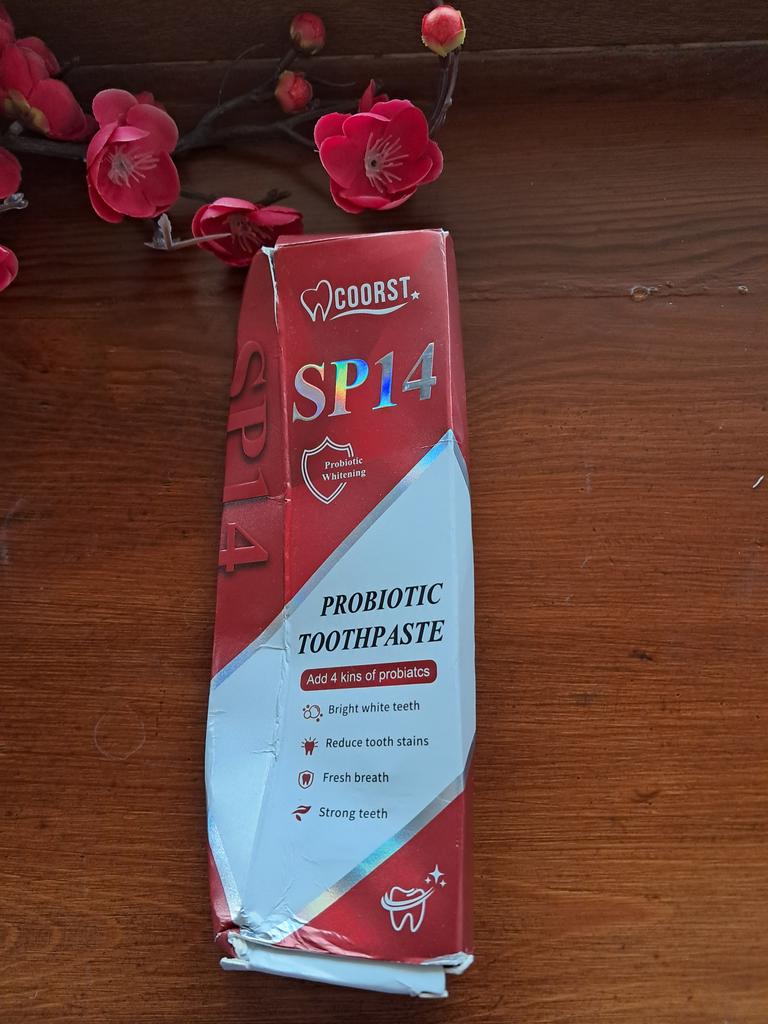 COORST
SP14
Probiotic
Whitening
SP14
PROBIOTIC
TOOTHPASTE
Add 4 kins of probiatcs
Bright white teeth
Reduce tooth stains
Fresh breath
Strong teeth